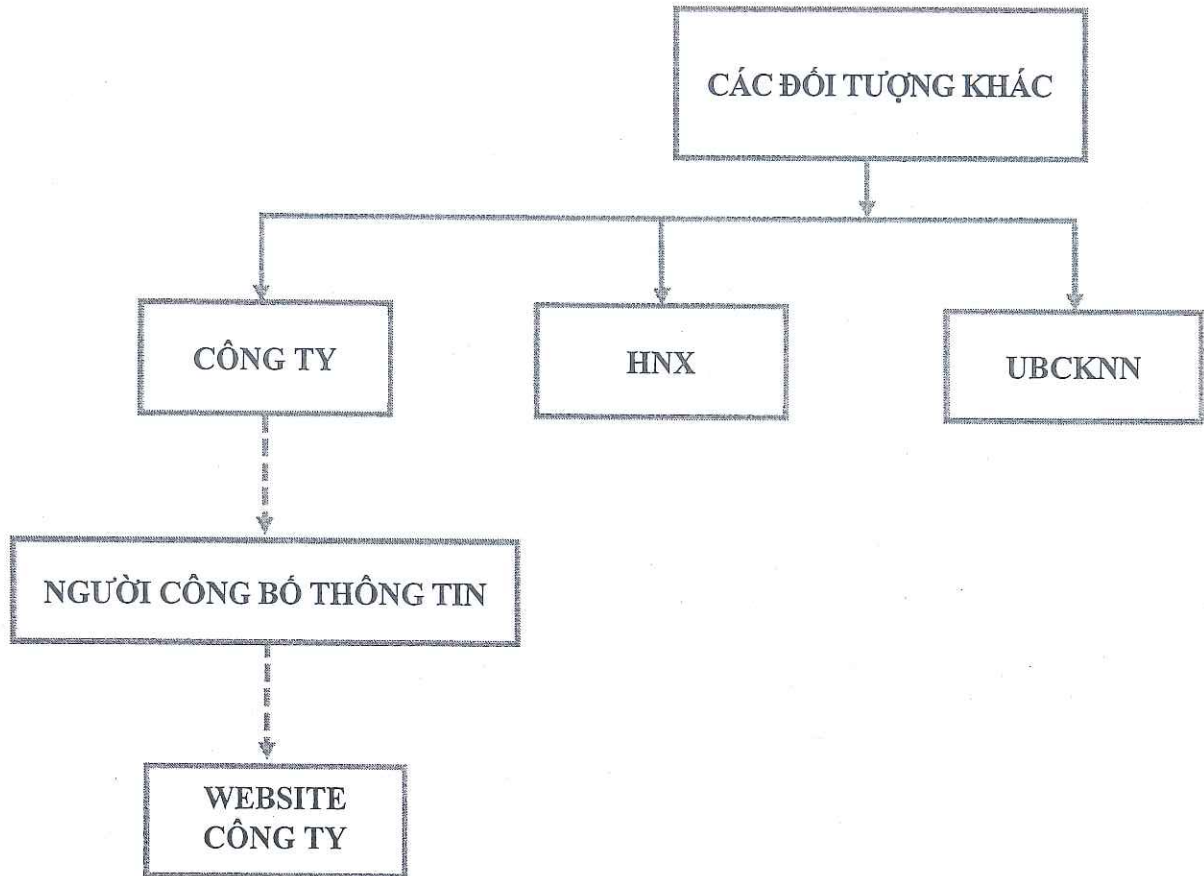 CÁC ĐỐI TƯỢNG KHÁC
CÔNG TY
HNX
UBCKNN
NGƯỜI CÔNG BỐ THÔNG TIN
WEBSITE
CÔNG TY